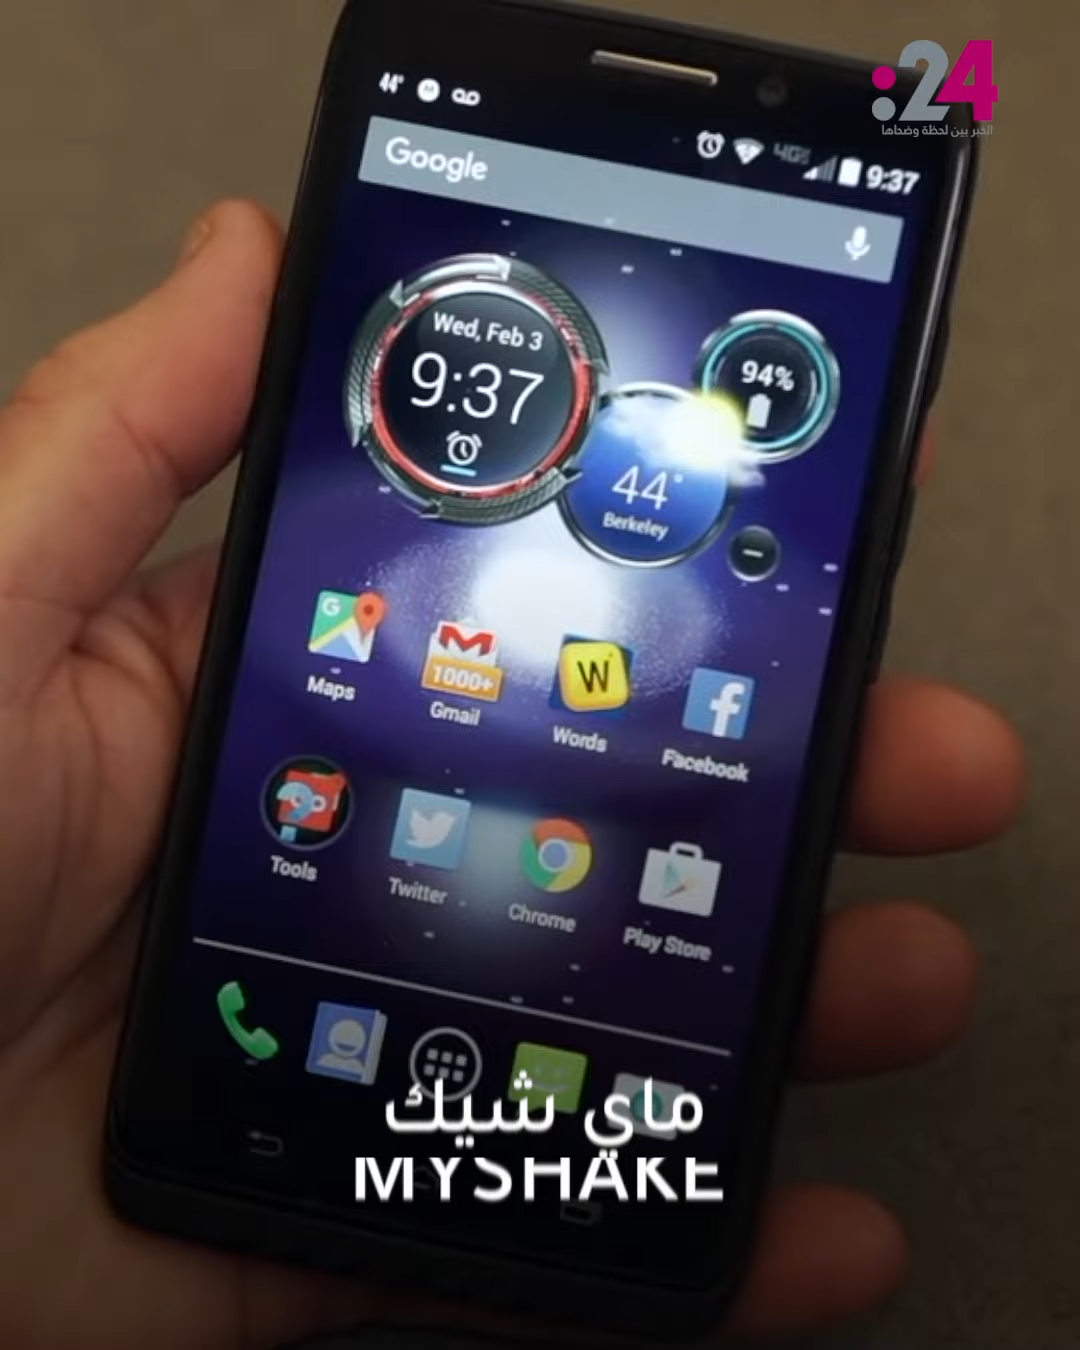 :24
الخبر بين لحظة وضحاها
44°
4G
9:37
Google
Wed, Feb 3
9:37
94%
44°
Berkeley
G
1000+
W
Maps
Gmail
Words
Facebook
Tools
Twitter
Chrome
Play Store
ماي شيك
MYSHAKE